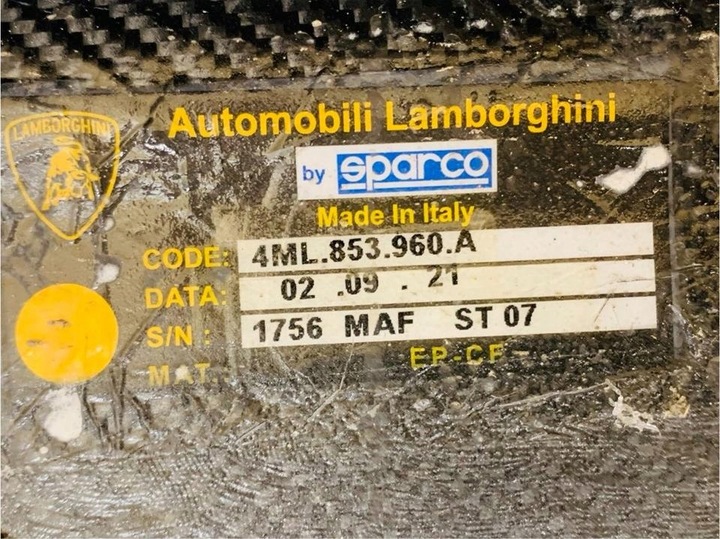 LAMBORGHINI
Automobili Lamborghini
by sparco
Made In Italy
CODE: 4ML.853.960.A
DATA: 02 .09 . 21
S/N : 1756 MAF ST 07
MAT. EP-CF